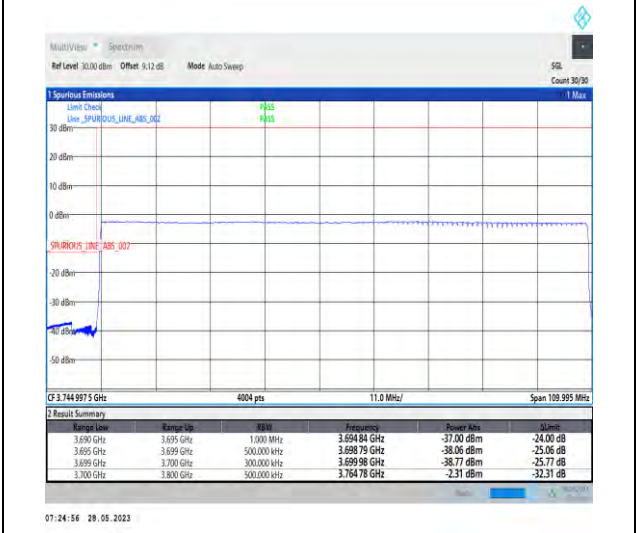 MultiView Spectrum
Ref Level 30.00 dBm Offset 9.12 dB Mode Auto Sweep SGL
Count 30/30
1 Spurious Emissions 1 Max
Limit Check PASS
Line _SPURIOUS_LINE_ABS_002 PASS
30 dBm
20 dBm
10 dBm
0 dBm
_SPURIOUS_LINE_ABS_002
-20 dBm
-30 dBm
-40 dBm
-50 dBm
CF 3.744 997 5 GHz 4004 pts 11.0 MHz/ Span 109.995 MHz
2 Result Summary
Range Low Range Up RBW Frequency Power Abs ΔLimit
3.690 GHz 3.695 GHz 1.000 MHz 3.694 84 GHz -37.00 dBm -24.00 dB
3.695 GHz 3.699 GHz 500.000 kHz 3.698 79 GHz -38.06 dBm -25.06 dB
3.699 GHz 3.700 GHz 300.000 kHz 3.699 98 GHz -38.77 dBm -25.77 dB
3.700 GHz 3.800 GHz 500.000 kHz 3.764 78 GHz -2.31 dBm -32.31 dB
07:24:56 28.05.2023